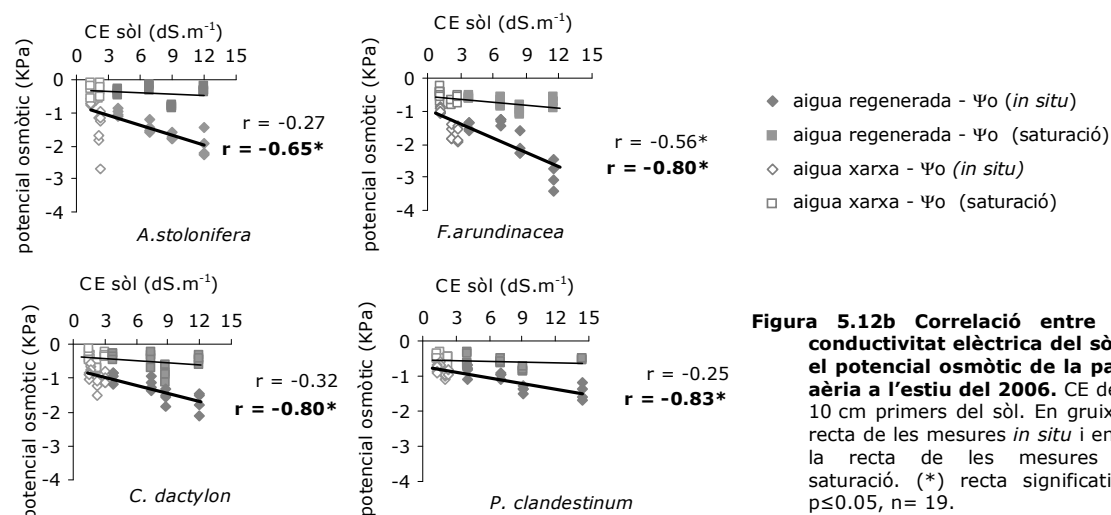 CE sòl (dS.m-1)
0 3 6 9 12 15
potencial osmòtic (KPa)
0
-1
-2
-3
-4
r = -0.27
r = -0.65*
A.stolonifera
CE sòl (dS.m-1)
0 3 6 9 12 15
potencial osmòtic (KPa)
0
-1
-2
-3
-4
r = -0.56*
r = -0.80*
F.arundinacea
aigua regenerada - Ψo (in situ)
aigua regenerada - Ψo (saturació)
aigua xarxa - Ψo (in situ)
aigua xarxa - Ψo (saturació)
CE sòl (dS.m-1)
0 3 6 9 12 15
potencial osmòtic (KPa)
0
-1
-2
-3
-4
r = -0.32
r = -0.80*
C. dactylon
CE sòl (dS.m-1)
0 3 6 9 12 15
potencial osmòtic (KPa)
0
-1
-2
-3
-4
r = -0.25
r = -0.83*
P. clandestinum
Figura 5.12b Correlació entre
conductivitat elèctrica del
el potencial osmòtic de la
aèria a l'estiu del 2006. CE
10 cm primers del sòl. En
recta de les mesures in situ i
la recta de les mesures
saturació. (*) recta
p≤0.05, n= 19.